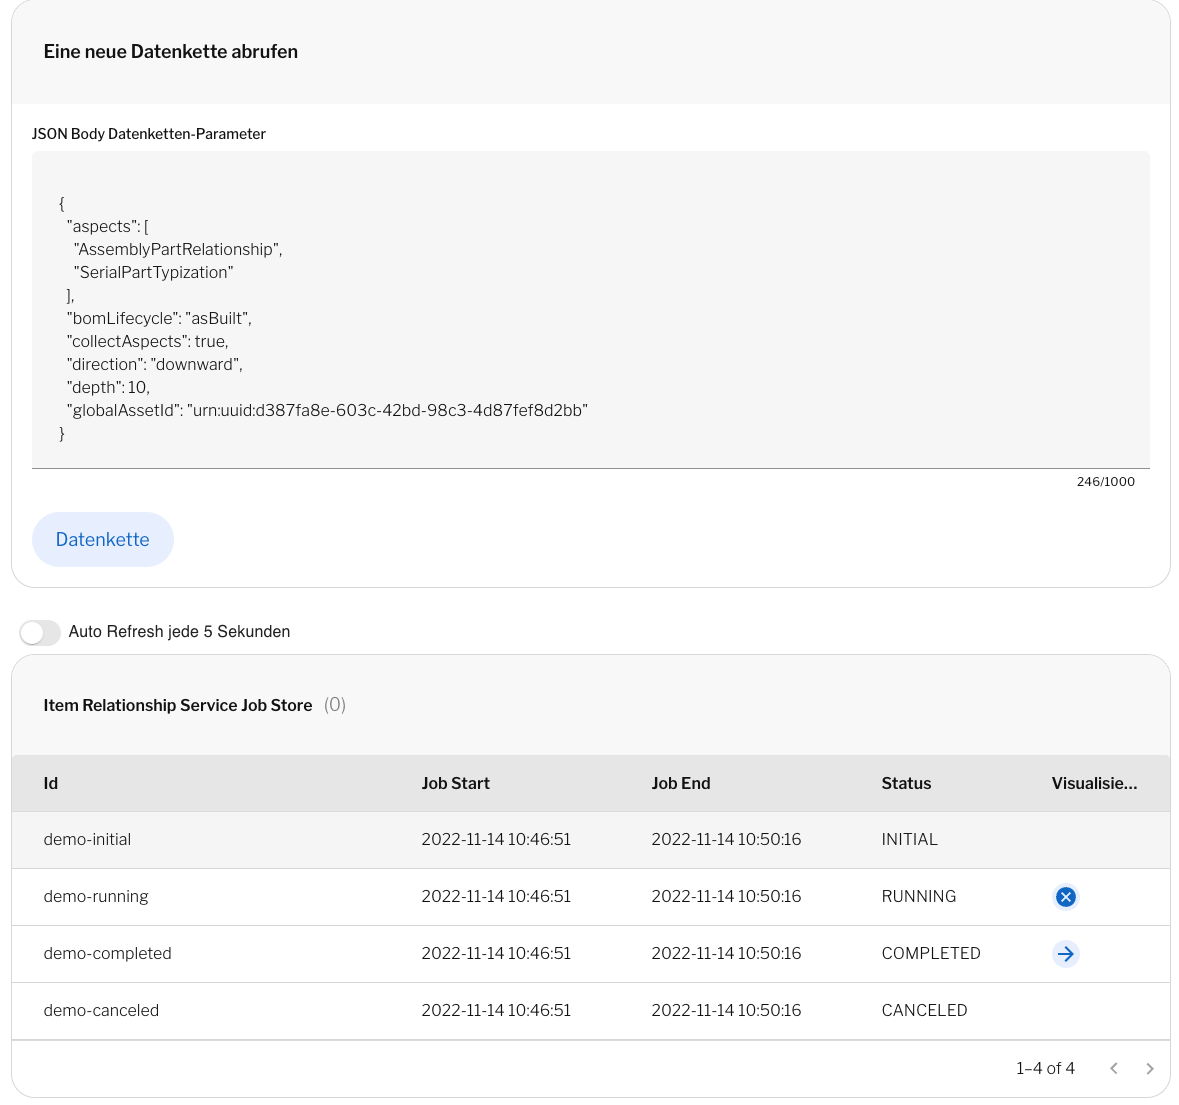 Eine neue Datenkette abrufen
JSON Body Datenketten-Parameter
{
"aspects": [
"AssemblyPartRelationship",
"SerialPartTypization"
],
"bomLifecycle": "asBuilt",
"collectAspects": true,
"direction": "downward",
"depth": 10,
"globalAssetId": "urn:uuid:d387fa8e-603c-42bd-98c3-4d87fef8d2bb"
}
246/1000
Datenkette
Auto Refresh jede 5 Sekunden
Item Relationship Service Job Store (0)
Id Job Start Job End Status Visualisie...
demo-initial 2022-11-14 10:46:51 2022-11-14 10:50:16 INITIAL
demo-running 2022-11-14 10:46:51 2022-11-14 10:50:16 RUNNING
demo-completed 2022-11-14 10:46:51 2022-11-14 10:50:16 COMPLETED
demo-canceled 2022-11-14 10:46:51 2022-11-14 10:50:16 CANCELED
1–4 of 4